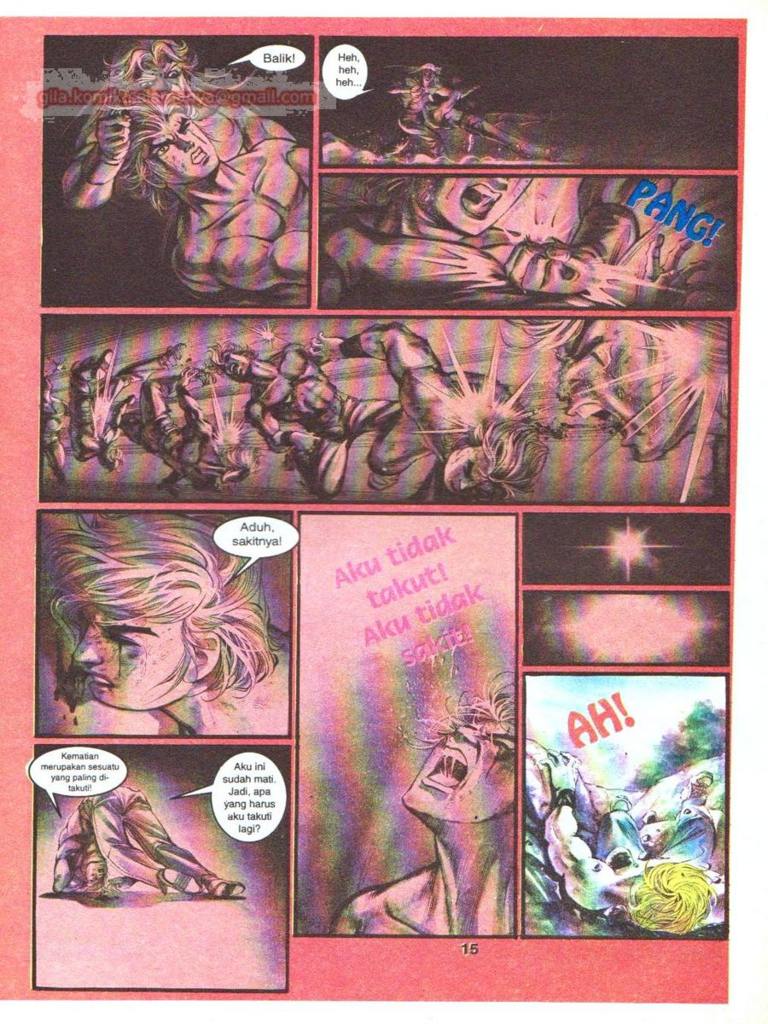 Balik!
Heh,
heh,
heh...
PANG!
Aduh,
sakitnya!
Kematian
merupakan sesuatu
yang paling di-
takuti!
Aku ini
sudah mati.
Jadi, apa
yang harus
aku takuti
lagi?
Aku tidak
takut!
Aku tidak
sakit!
AH!
15